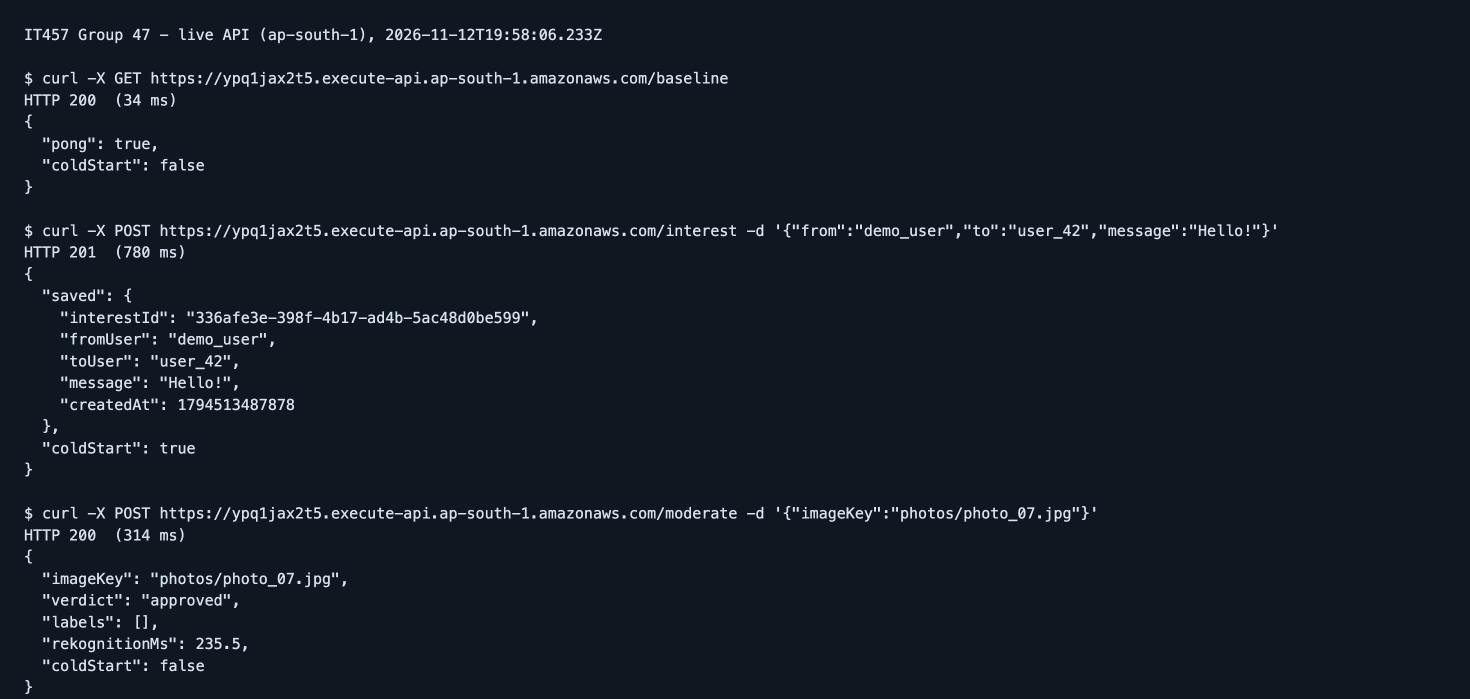 IT457 Group 47 – live API (ap-south-1), 2026-11-12T19:58:06.233Z
$ curl -X GET https://ypq1jax2t5.execute-api.ap-south-1.amazonaws.com/baseline
HTTP 200  (34 ms)
{
  "pong": true,
  "coldStart": false
}
$ curl -X POST https://ypq1jax2t5.execute-api.ap-south-1.amazonaws.com/interest -d '{"from":"demo_user","to":"user_42","message":"Hello!"}'
HTTP 201  (780 ms)
{
  "saved": {
    "interestId": "336afe3e-398f-4b17-ad4b-5ac48d0be599",
    "fromUser": "demo_user",
    "toUser": "user_42",
    "message": "Hello!",
    "createdAt": 1794513487878
  },
  "coldStart": true
}
$ curl -X POST https://ypq1jax2t5.execute-api.ap-south-1.amazonaws.com/moderate -d '{"imageKey":"photos/photo_07.jpg"}'
HTTP 200  (314 ms)
{
  "imageKey": "photos/photo_07.jpg",
  "verdict": "approved",
  "labels": [],
  "rekognitionMs": 235.5,
  "coldStart": false
}